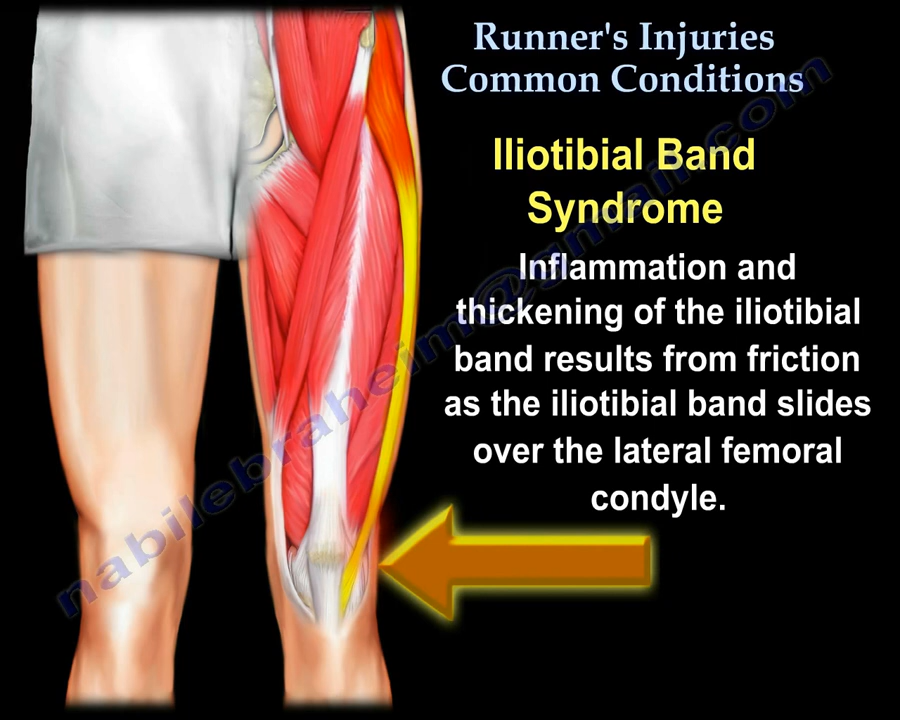 Runner's Injuries
Common Conditions
Iliotibial Band
Syndrome
Inflammation and
thickening of the iliotibial
band results from friction
as the iliotibial band slides
over the lateral femoral
condyle.
nabilebraheim@gmail.com